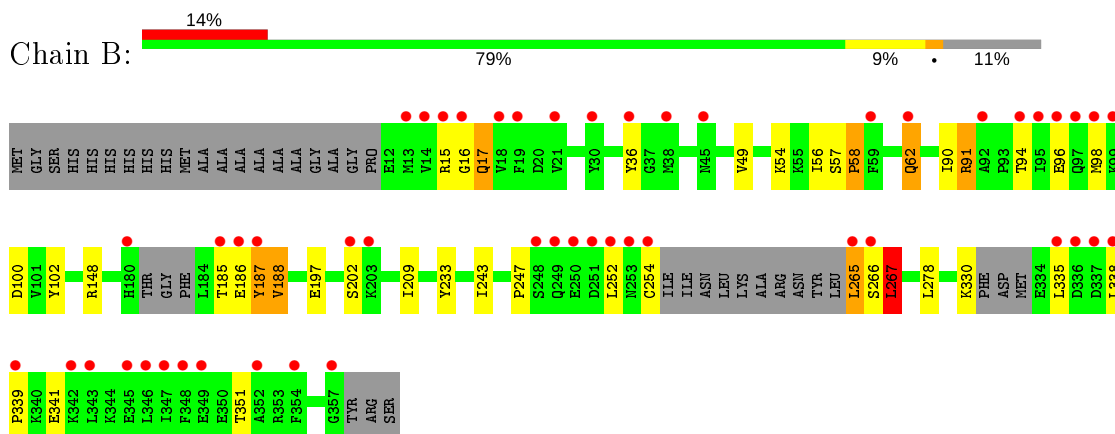 Chain B:
14%
79%
9%
•
11%
MET GLY SER HIS HIS HIS HIS HIS HIS MET ALA ALA ALA ALA ALA ALA GLY ALA GLY PRO E12 M13 V14 R15 G16 Q17 V18 F19 D20 V21 Y30 Y36 G37 M38 N45 V49 K54 K55 I56 S57 P58 F59 Q62 I90 R91 A92 P93 T94 I95 E96 Q97 M98 K99
D100 V101 Y102 R148 H180 THR GLY PHE L184 T185 E186 Y187 V188 E197 S202 K203 I209 Y233 I243 P247 S248 Q249 E250 D251 L252 N253 C254 ILE ILE ASN LEU LYS ALA ARG ASN TYR LEU L265 S266 L267 L278 K330 PHE ASP MET E334 L335 D336 D337 L338
P339 K340 E341 K342 L343 K344 E345 L346 I347 F348 E349 E350 T351 A352 R353 F354 G357 TYR ARG SER